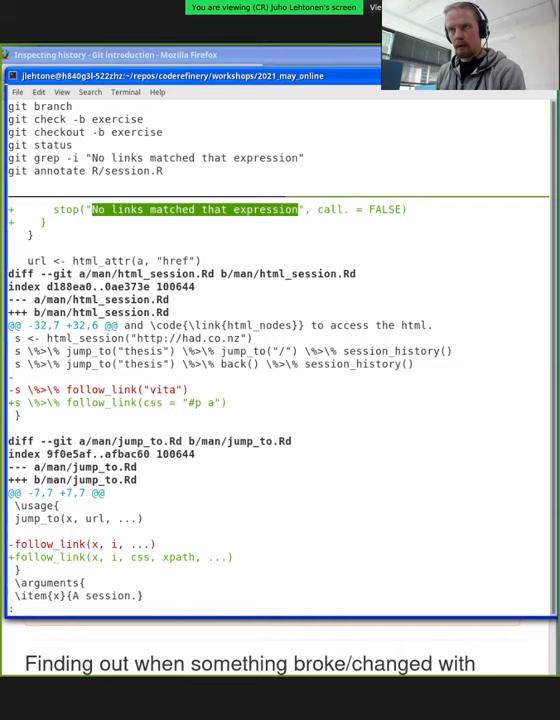 You are viewing (CR) Juho Lehtonen's screen
Vie
Inspecting history - Git introduction - Mozilla Firefox
jlehtone@h840g3l-522zhz:~/repos/coderefinery/workshops/2021_may_online
File Edit View Search Terminal Help
git branch
git check -b exercise
git checkout -b exercise
git status
git grep -i "No links matched that expression"
git annotate R/session.R
+      stop("No links matched that expression", call. = FALSE)
+    }
   }
   url <- html_attr(a, "href")
diff --git a/man/html_session.Rd b/man/html_session.Rd
index d188ea0..0ae373e 100644
--- a/man/html_session.Rd
+++ b/man/html_session.Rd
@@ -32,7 +32,6 @@ and \code{\link{html_nodes}} to access the html.
 s <- html_session("http://had.co.nz")
 s \%>\% jump_to("thesis") \%>\% jump_to("/") \%>\% session_history()
 s \%>\% jump_to("thesis") \%>\% back() \%>\% session_history()
-
-s \%>\% follow_link("vita")
+s \%>\% follow_link(css = "#p a")
 }
diff --git a/man/jump_to.Rd b/man/jump_to.Rd
index 9f0e5af..afbac60 100644
--- a/man/jump_to.Rd
+++ b/man/jump_to.Rd
@@ -7,7 +7,7 @@
 \usage{
 jump_to(x, url, ...)
-follow_link(x, i, ...)
+follow_link(x, i, css, xpath, ...)
 }
 \arguments{
 \item{x}{A session.}
:
Finding out when something broke/changed with